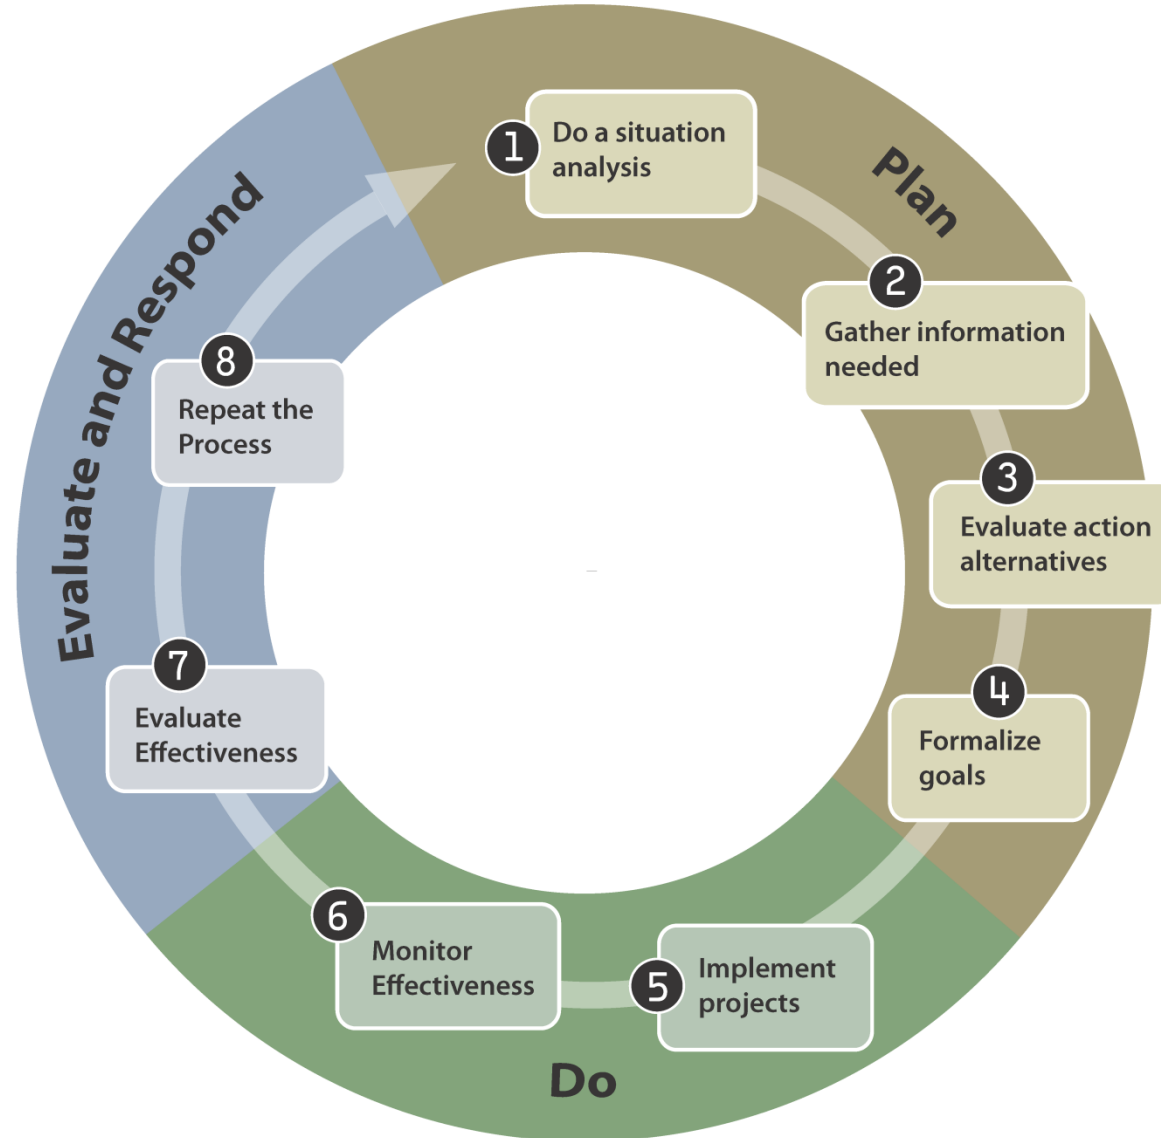 Plan
1
Do a situation
analysis
2
Gather information
needed
3
Evaluate action
alternatives
4
Formalize
goals
Do
5
Implement
projects
6
Monitor
Effectiveness
Evaluate and Respond
7
Evaluate
Effectiveness
8
Repeat the
Process